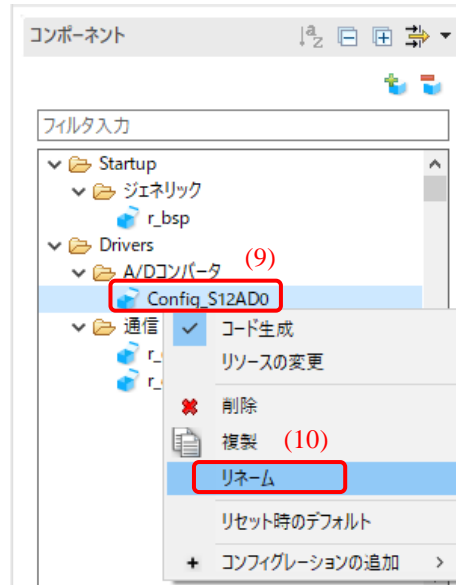 コンポーネント
フィルタ入力
Startup
ジェネリック
r_bsp
Drivers
A/Dコンバータ (9)
Config_S12AD0
通信
コード生成
リソースの変更
削除
複製 (10)
リネーム
リセット時のデフォルト
コンフィグレーションの追加